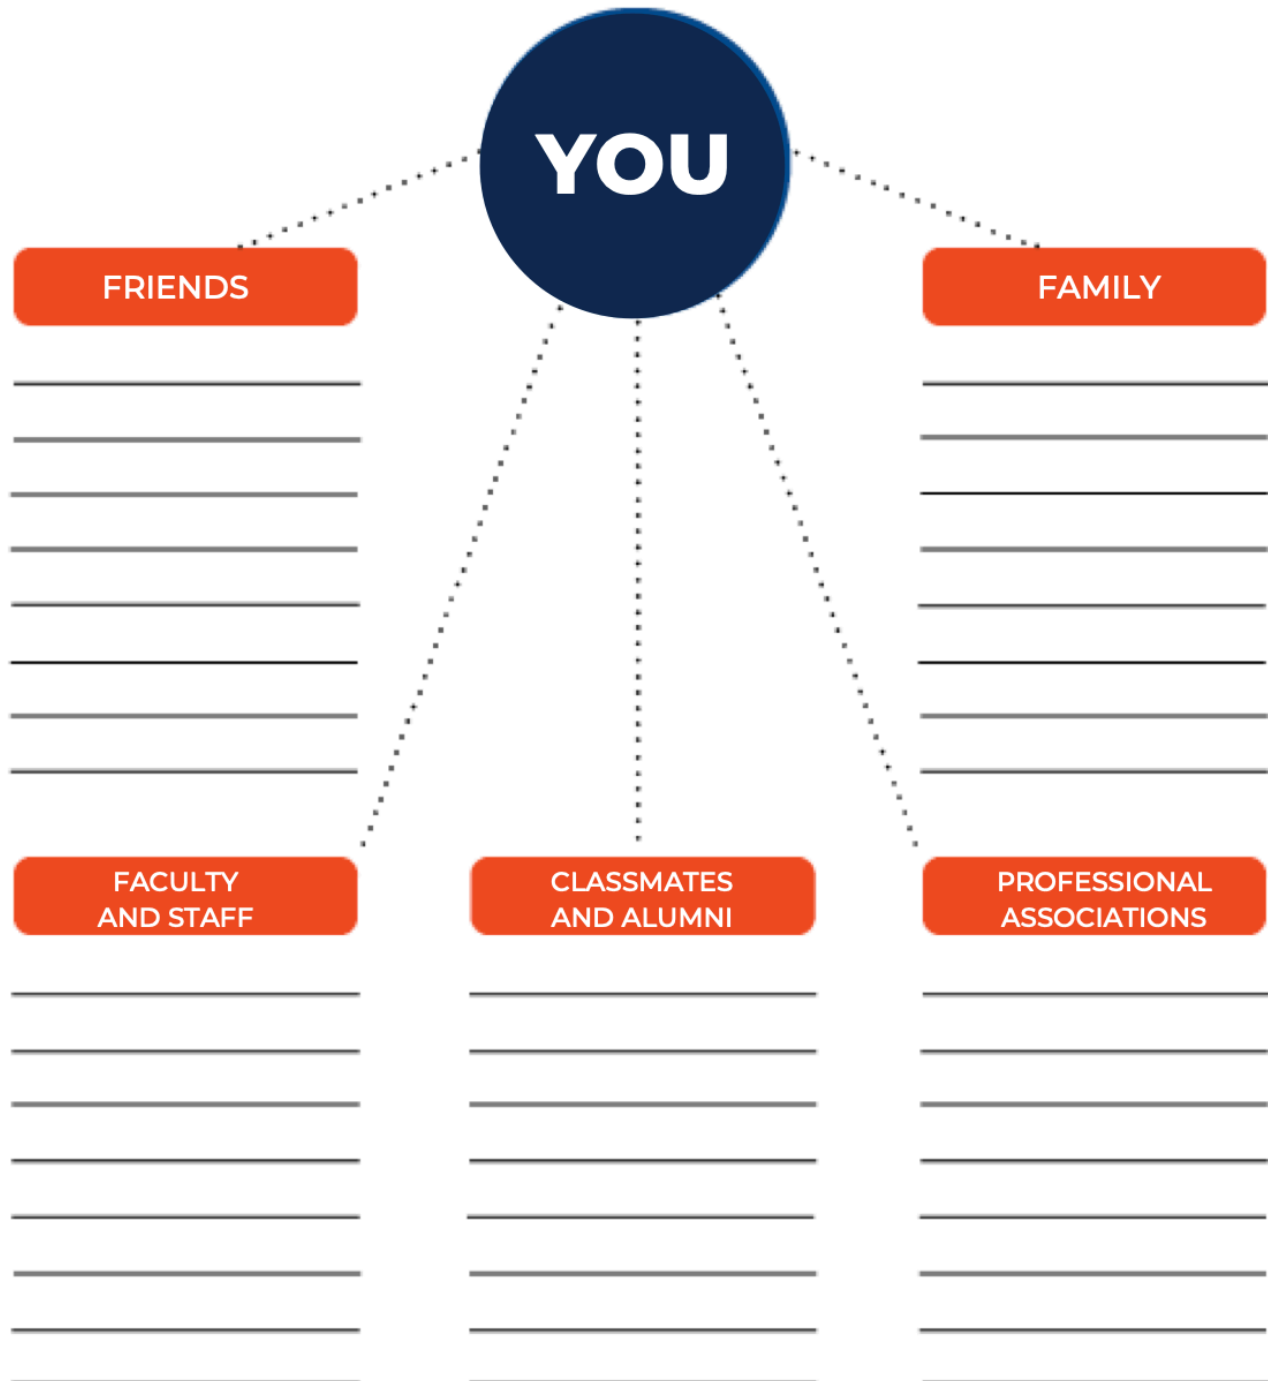 YOU
FRIENDS
FAMILY
FACULTY
AND STAFF
CLASSMATES
AND ALUMNI
PROFESSIONAL
ASSOCIATIONS